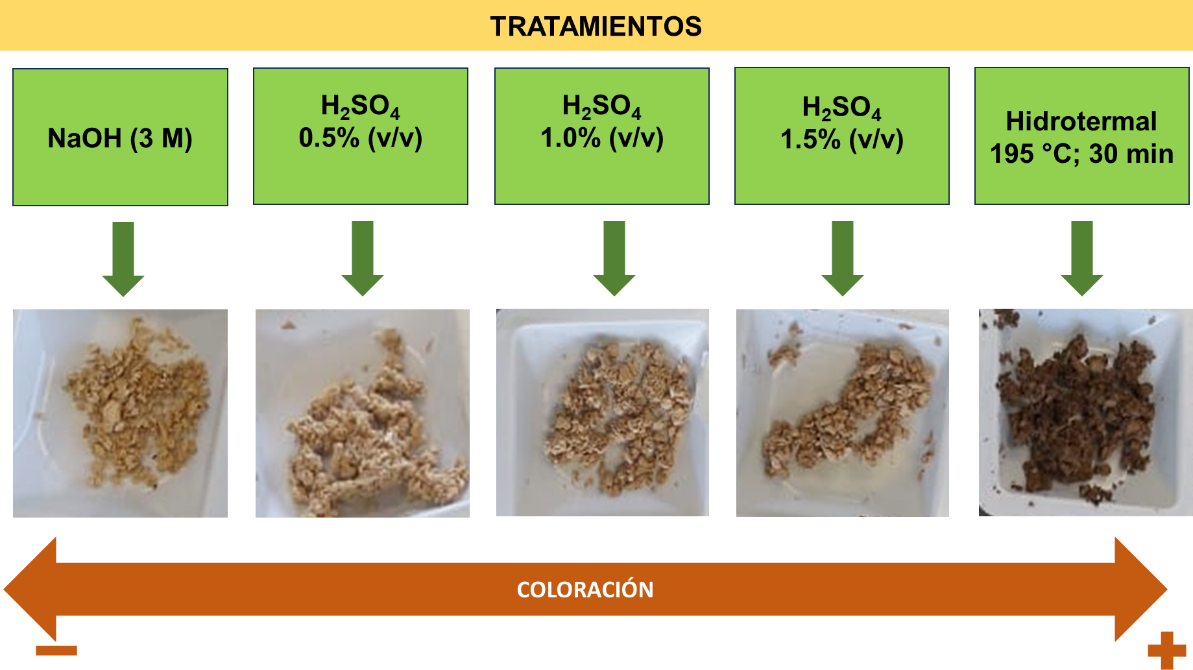 TRATAMIENTOS
NaOH (3 M)
H₂SO₄
0.5% (v/v)
H₂SO₄
1.0% (v/v)
H₂SO₄
1.5% (v/v)
Hidrotermal
195 °C; 30 min
COLORACIÓN